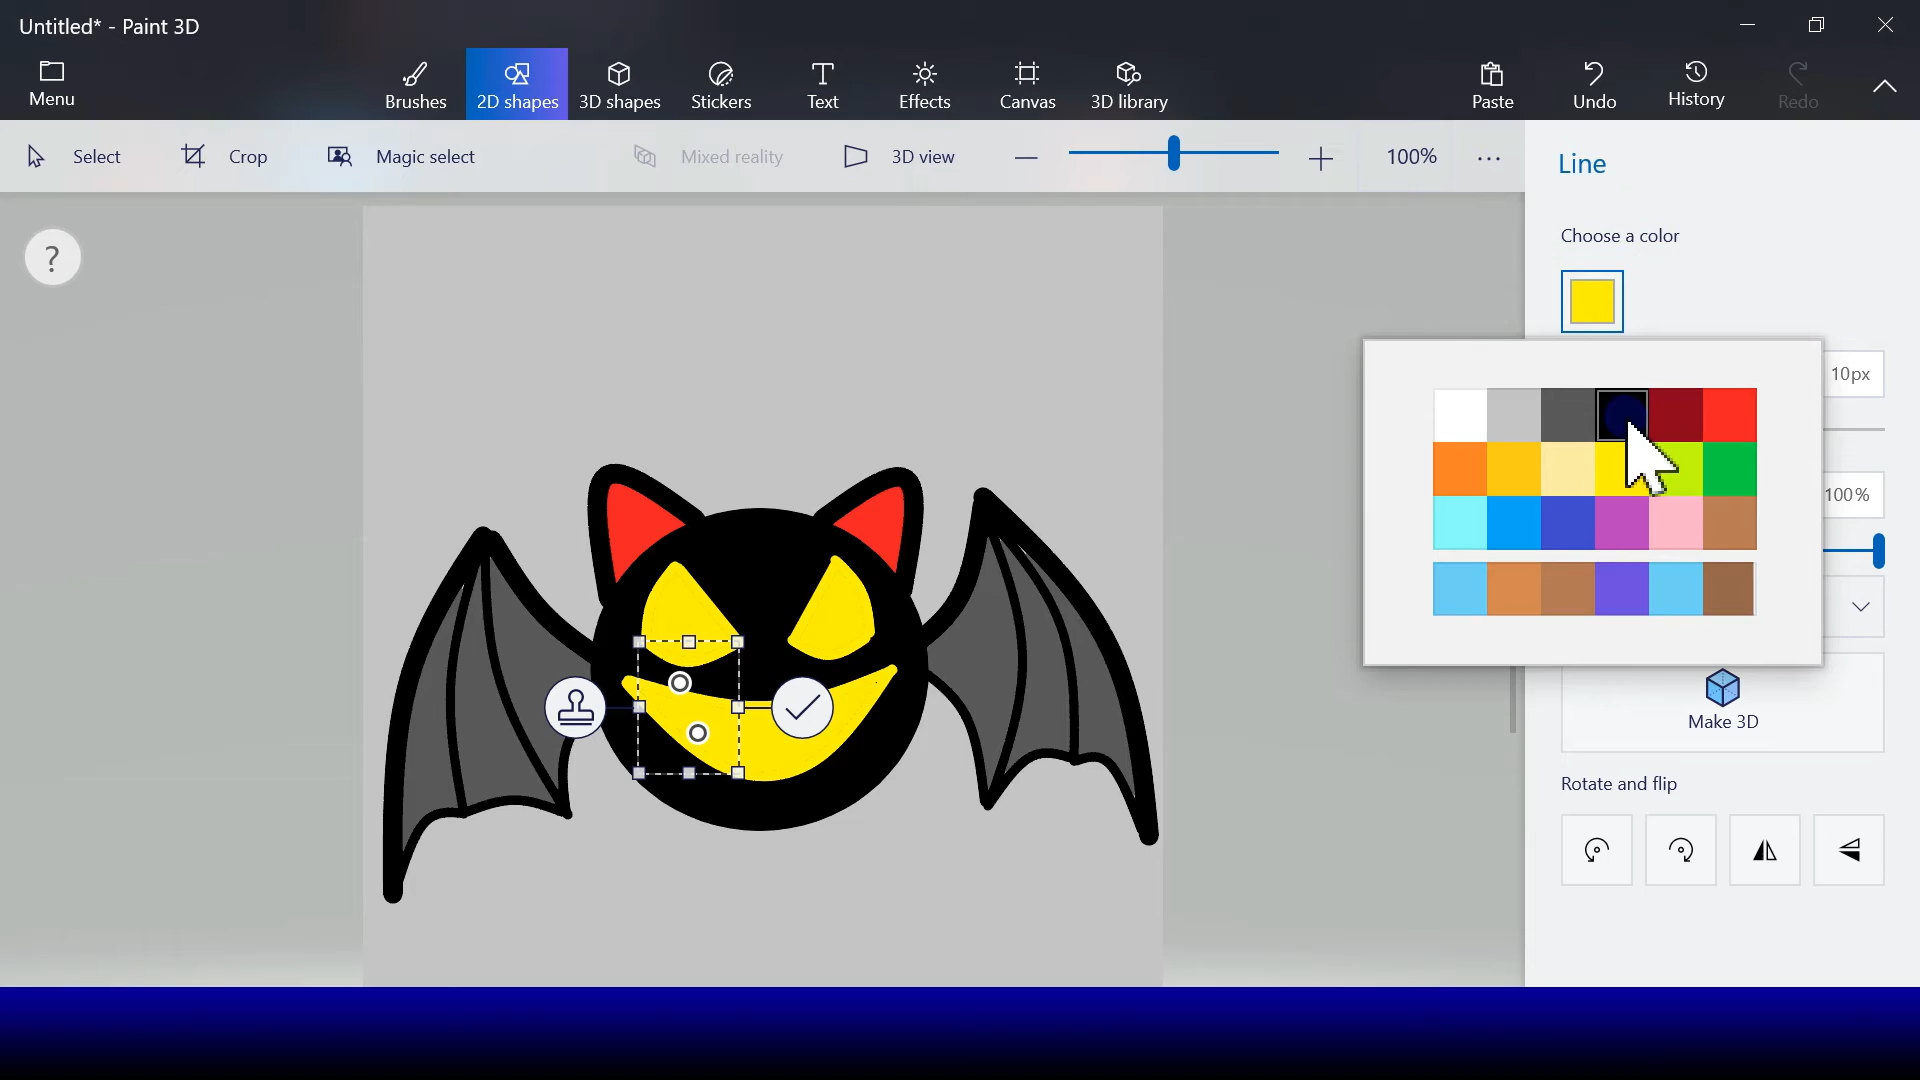 Untitled* - Paint 3D
Menu
Brushes
2D shapes
3D shapes
Stickers
Text
Effects
Canvas
3D library
Paste
Undo
History
Redo
Select
Crop
Magic select
Mixed reality
3D view
100%
Line
Choose a color
10px
100%
Make 3D
Rotate and flip